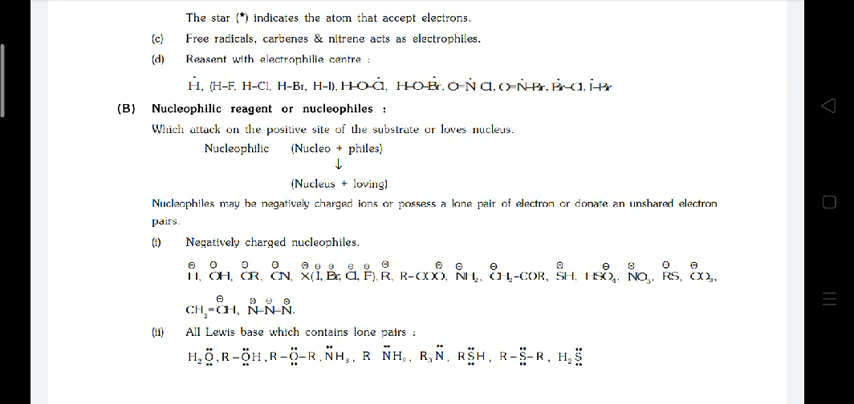 The star (*) indicates the atom that accept electrons.
(c) Free radicals, carbenes & nitrene acts as electrophiles.
(d) Reasent with electrophilie centre :
H, (H–F, H–Cl, H–Br, H–I), H–O–Cl, H–O–Br, O=N Cl, O=N–Br, Br–Cl, I–Br
(B) Nucleophilic reagent or nucleophiles :
Which attack on the positive site of the substrate or loves nucleus.
Nucleophilic (Nucleo + philes)
↓
(Nucleus + loving)
Nucleophiles may be negatively charged ions or possess a lone pair of electron or donate an unshared electron
pairs.
(i) Negatively charged nucleophiles.
H, OH, OR, CN, X(I, Br, Cl, F), R, R–COO, NH₂, CH₂–COR, SH, HSO₄, NO₃, RS, CO₃,
CH₂=CH, N=N=N.
(ii) All Lewis base which contains lone pairs :
H₂O, R–OH, R–O–R, NH₃, R NH₂, R₃N, RSH, R–S–R, H₂S